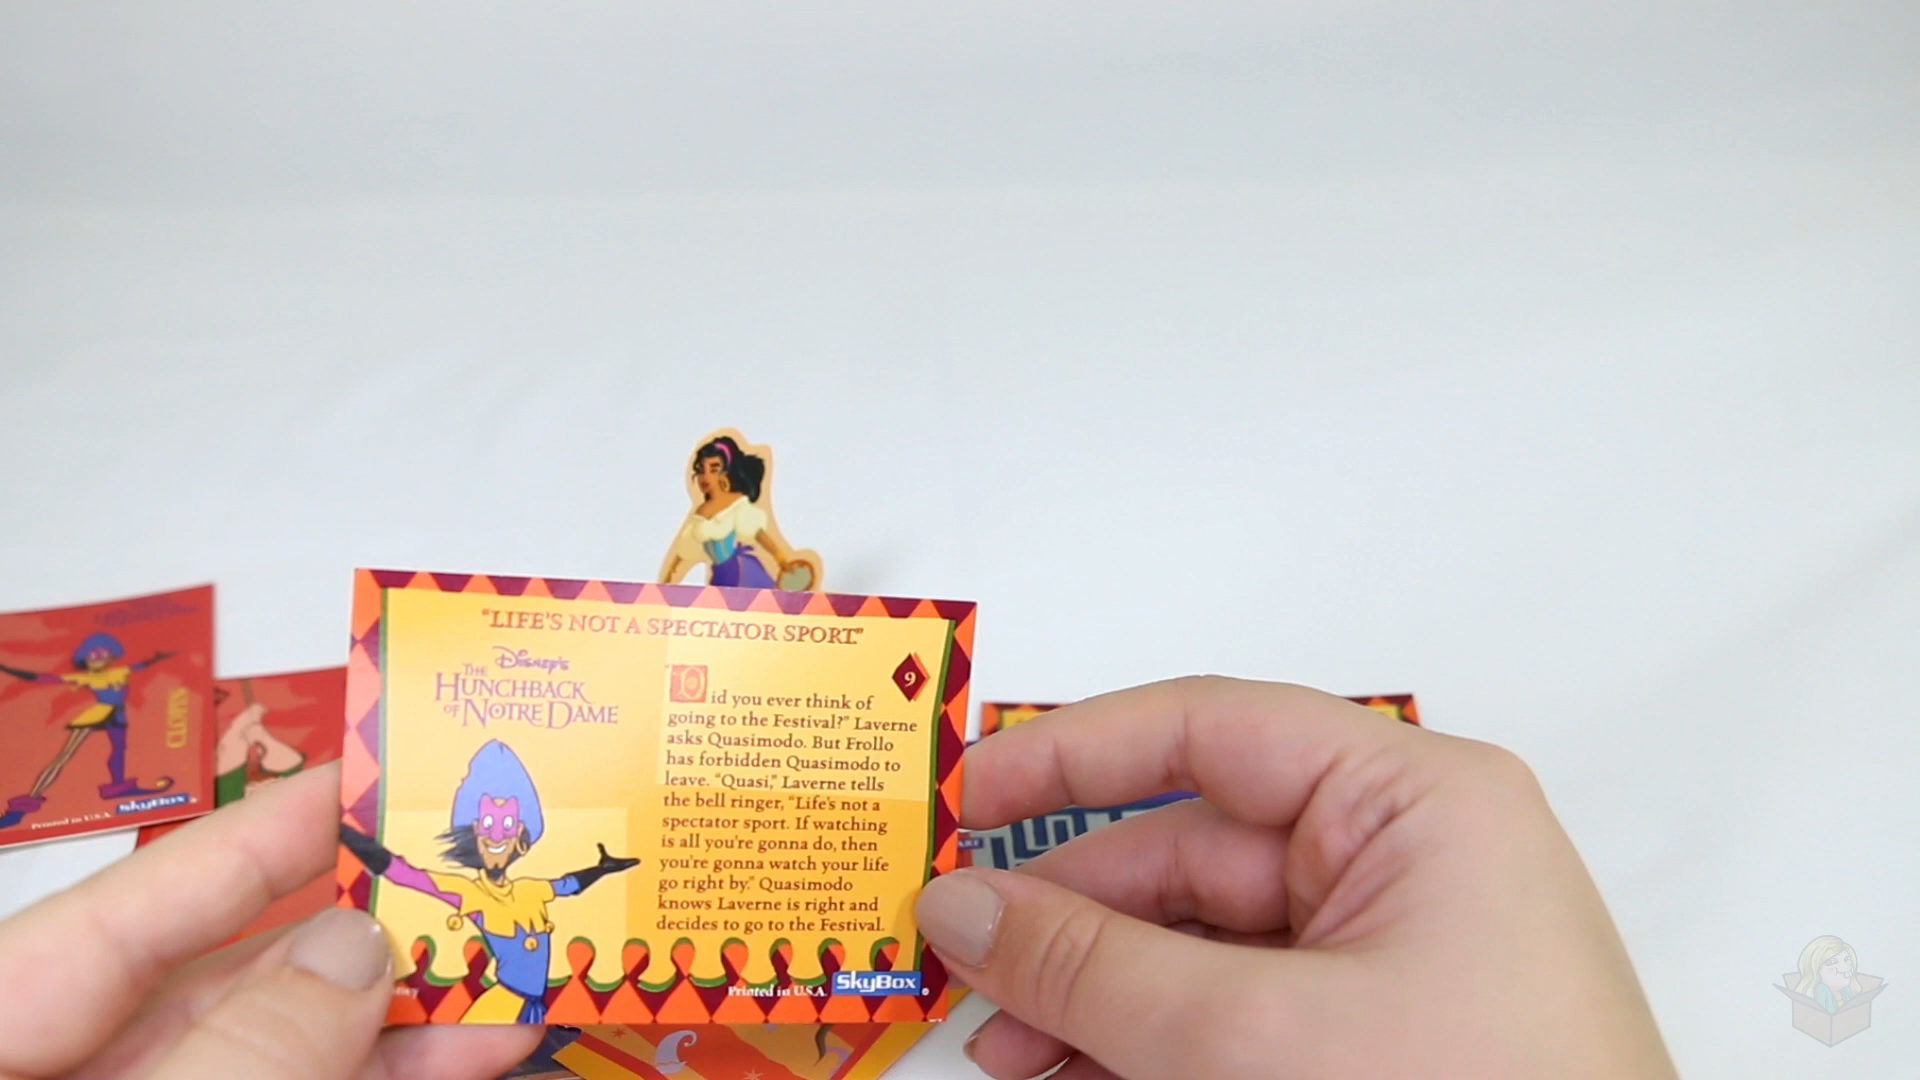 "LIFE'S NOT A SPECTATOR SPORT."
DISNEY'S
THE
HUNCHBACK
OF NOTRE DAME
9
"Did you ever think of
going to the Festival?" Laverne
asks Quasimodo. But Frollo
has forbidden Quasimodo to
leave. "Quasi," Laverne tells
the bell ringer, "Life's not a
spectator sport. If watching
is all you're gonna do, then
you're gonna watch your life
go right by." Quasimodo
knows Laverne is right and
decides to go to the Festival.
Printed in U.S.A. SKYBOX
CLOPIN
Printed in U.S.A. SKYBOX